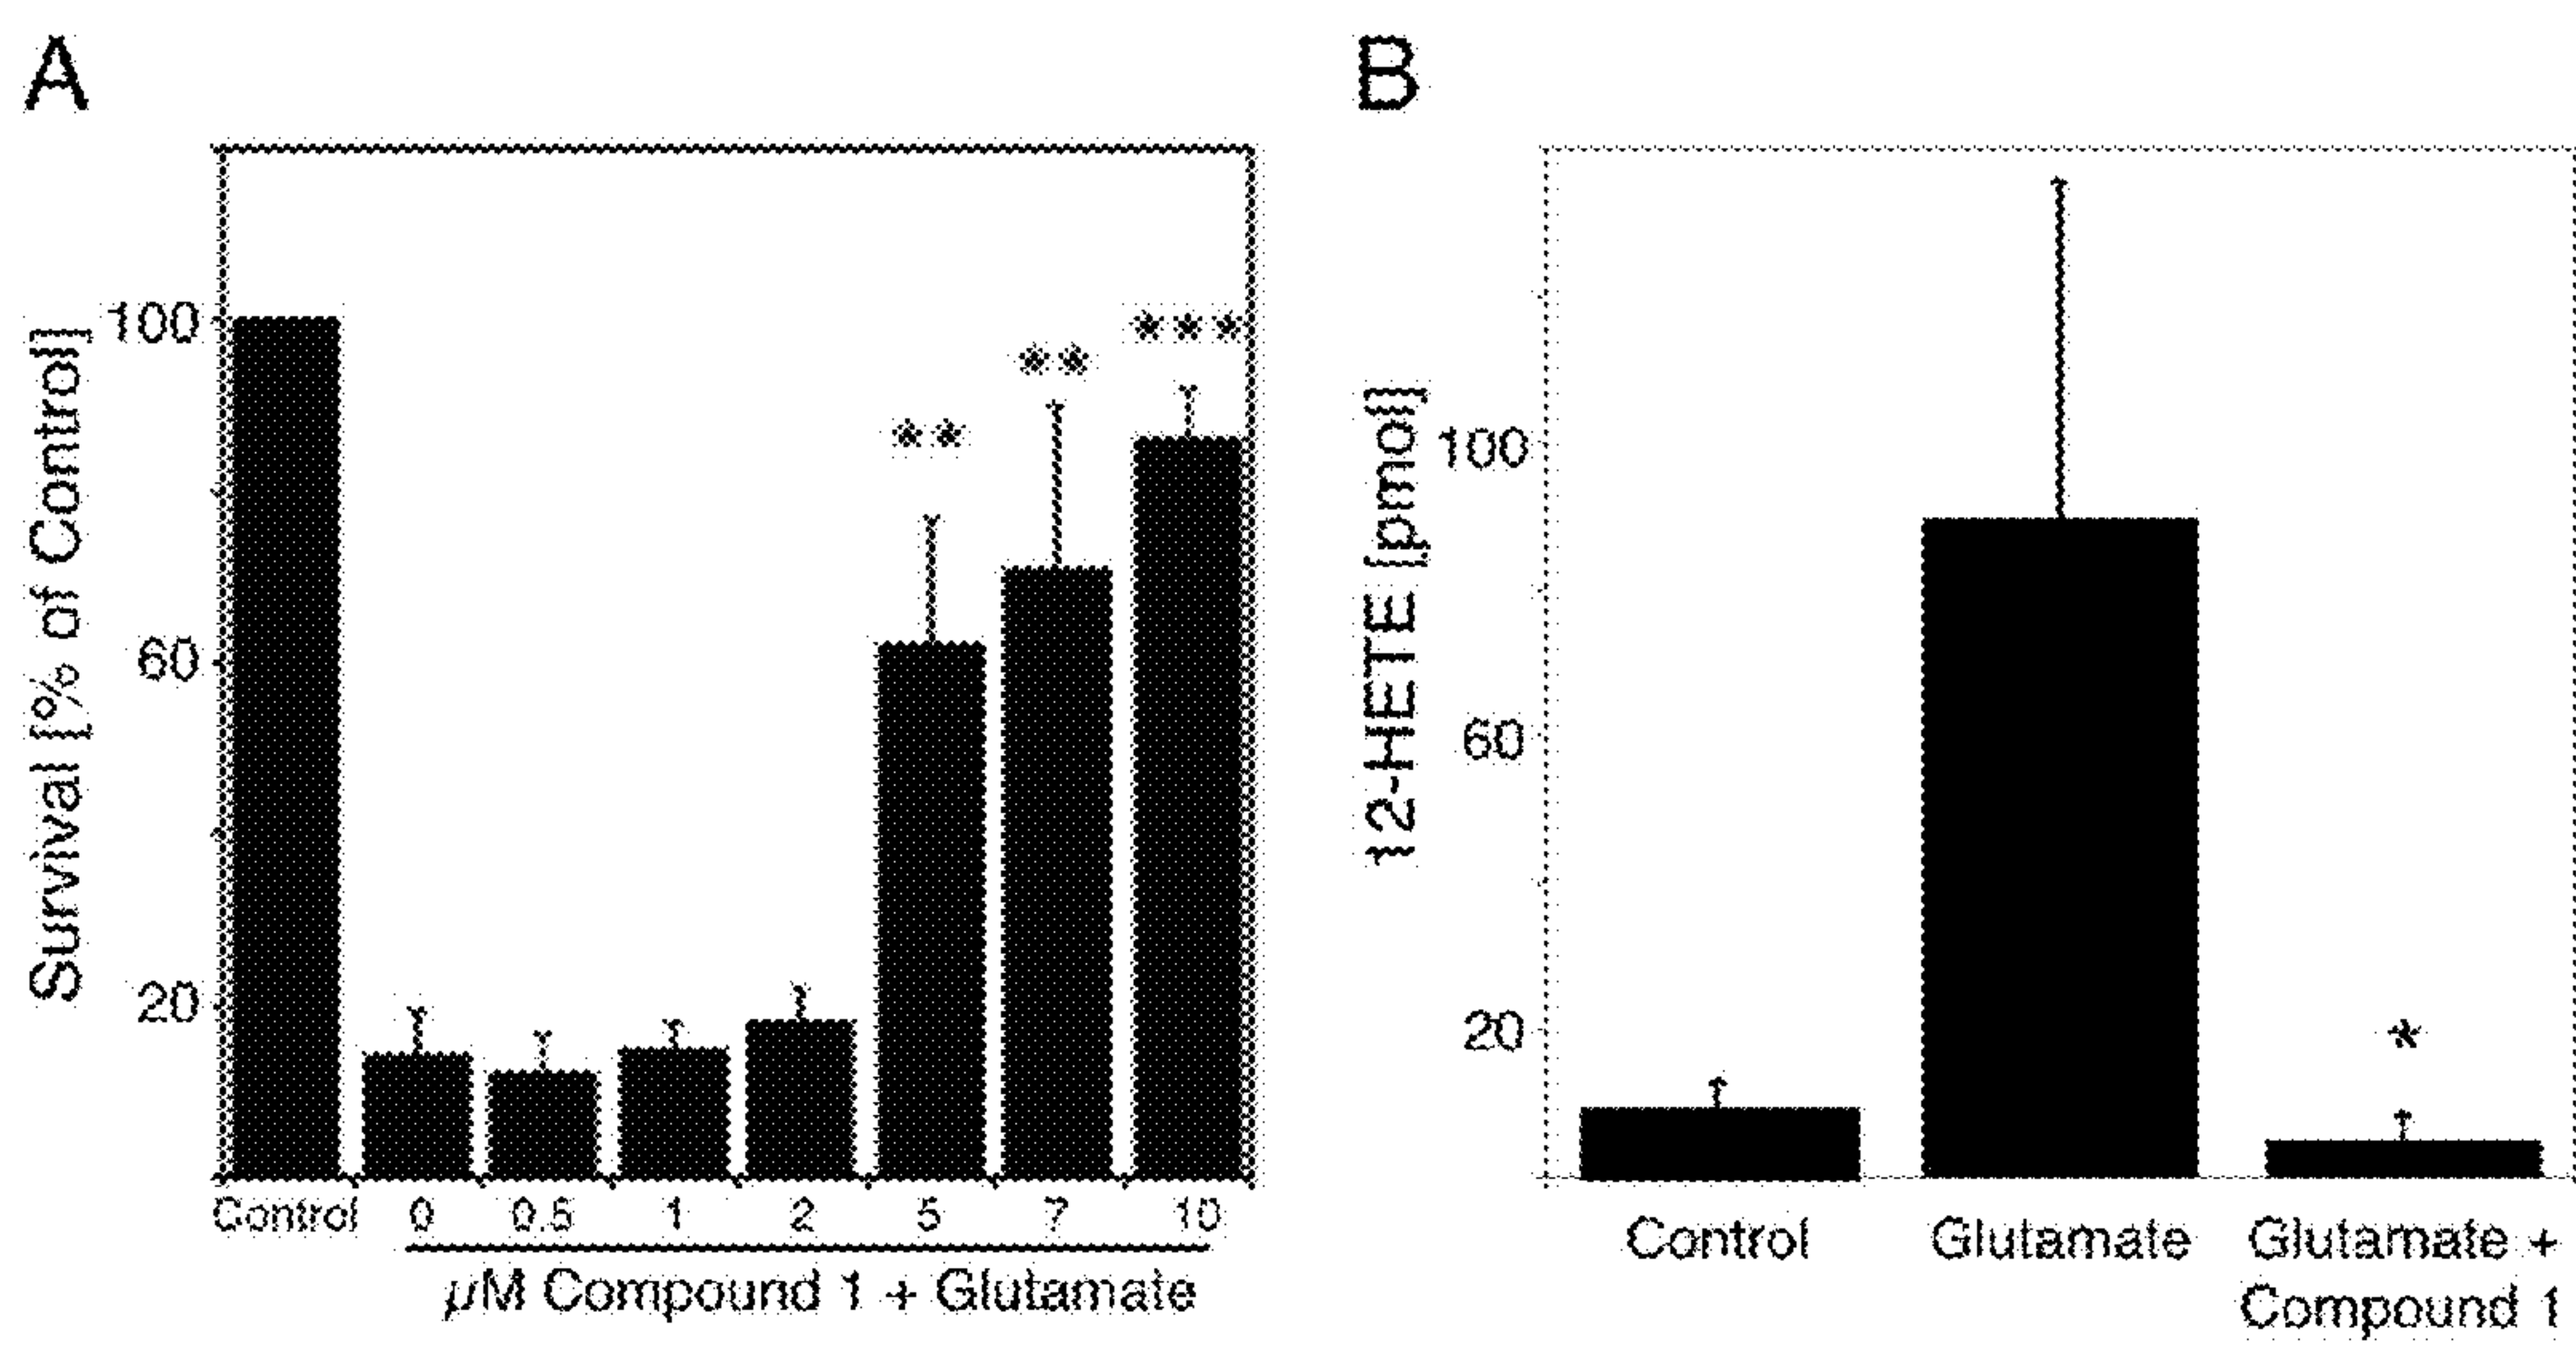 A
Survival [% of Control]
100
60
20
**
**
***
Control 0 0.5 1 2 5 7 10
µM Compound 1 + Glutamate
B
12-HETE [pmol]
100
60
20
*
Control Glutamate Glutamate +
Compound 1